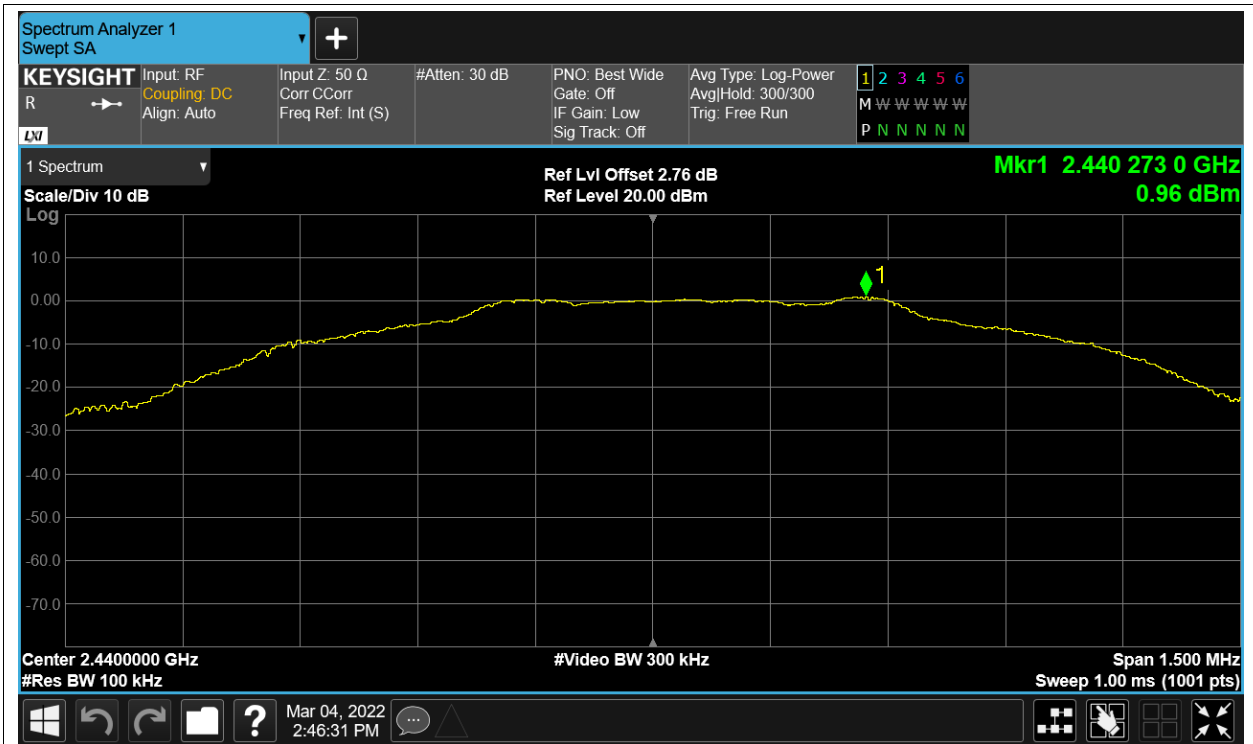 Spectrum Analyzer 1
Swept SA
KEYSIGHT
R
LXI
Input: RF
Coupling: DC
Align: Auto
Input Z: 50 Ω
Corr CCorr
Freq Ref: Int (S)
#Atten: 30 dB
PNO: Best Wide
Gate: Off
IF Gain: Low
Sig Track: Off
Avg Type: Log-Power
Avg|Hold: 300/300
Trig: Free Run
1 2 3 4 5 6
M W W W W W
P N N N N N
1 Spectrum
Scale/Div 10 dB
Log
Ref Lvl Offset 2.76 dB
Ref Level 20.00 dBm
Mkr1 2.440 273 0 GHz
0.96 dBm
10.0
0.00
-10.0
-20.0
-30.0
-40.0
-50.0
-60.0
-70.0
1
Center 2.4400000 GHz
#Res BW 100 kHz
#Video BW 300 kHz
Span 1.500 MHz
Sweep 1.00 ms (1001 pts)
?
Mar 04, 2022
2:46:31 PM